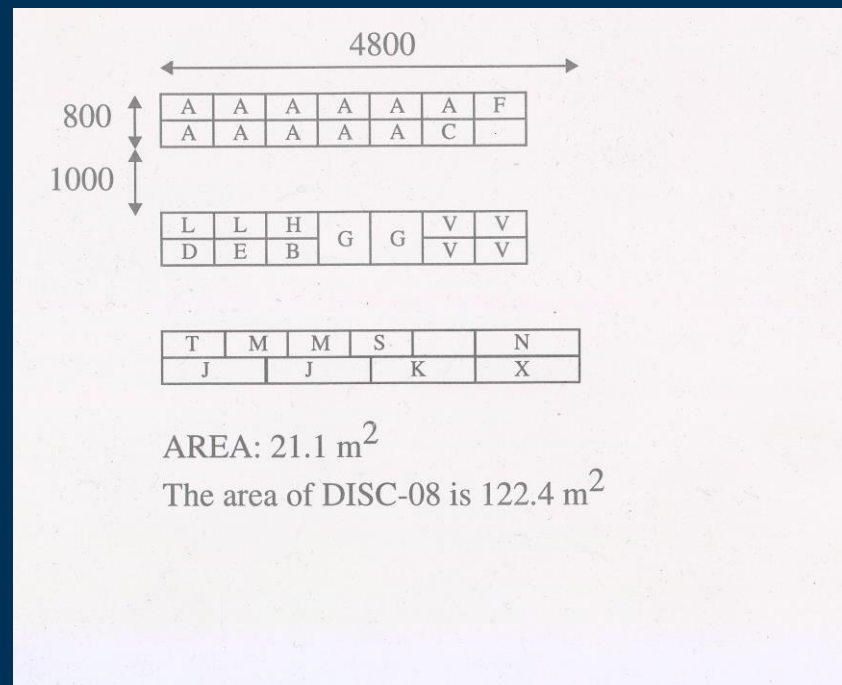 4800
800
A A A A A A F
A A A A A C
1000
L L H G G V V
D E B V V
T M M S N
J J K X
AREA: 21.1 m2
The area of DISC-08 is 122.4 m2